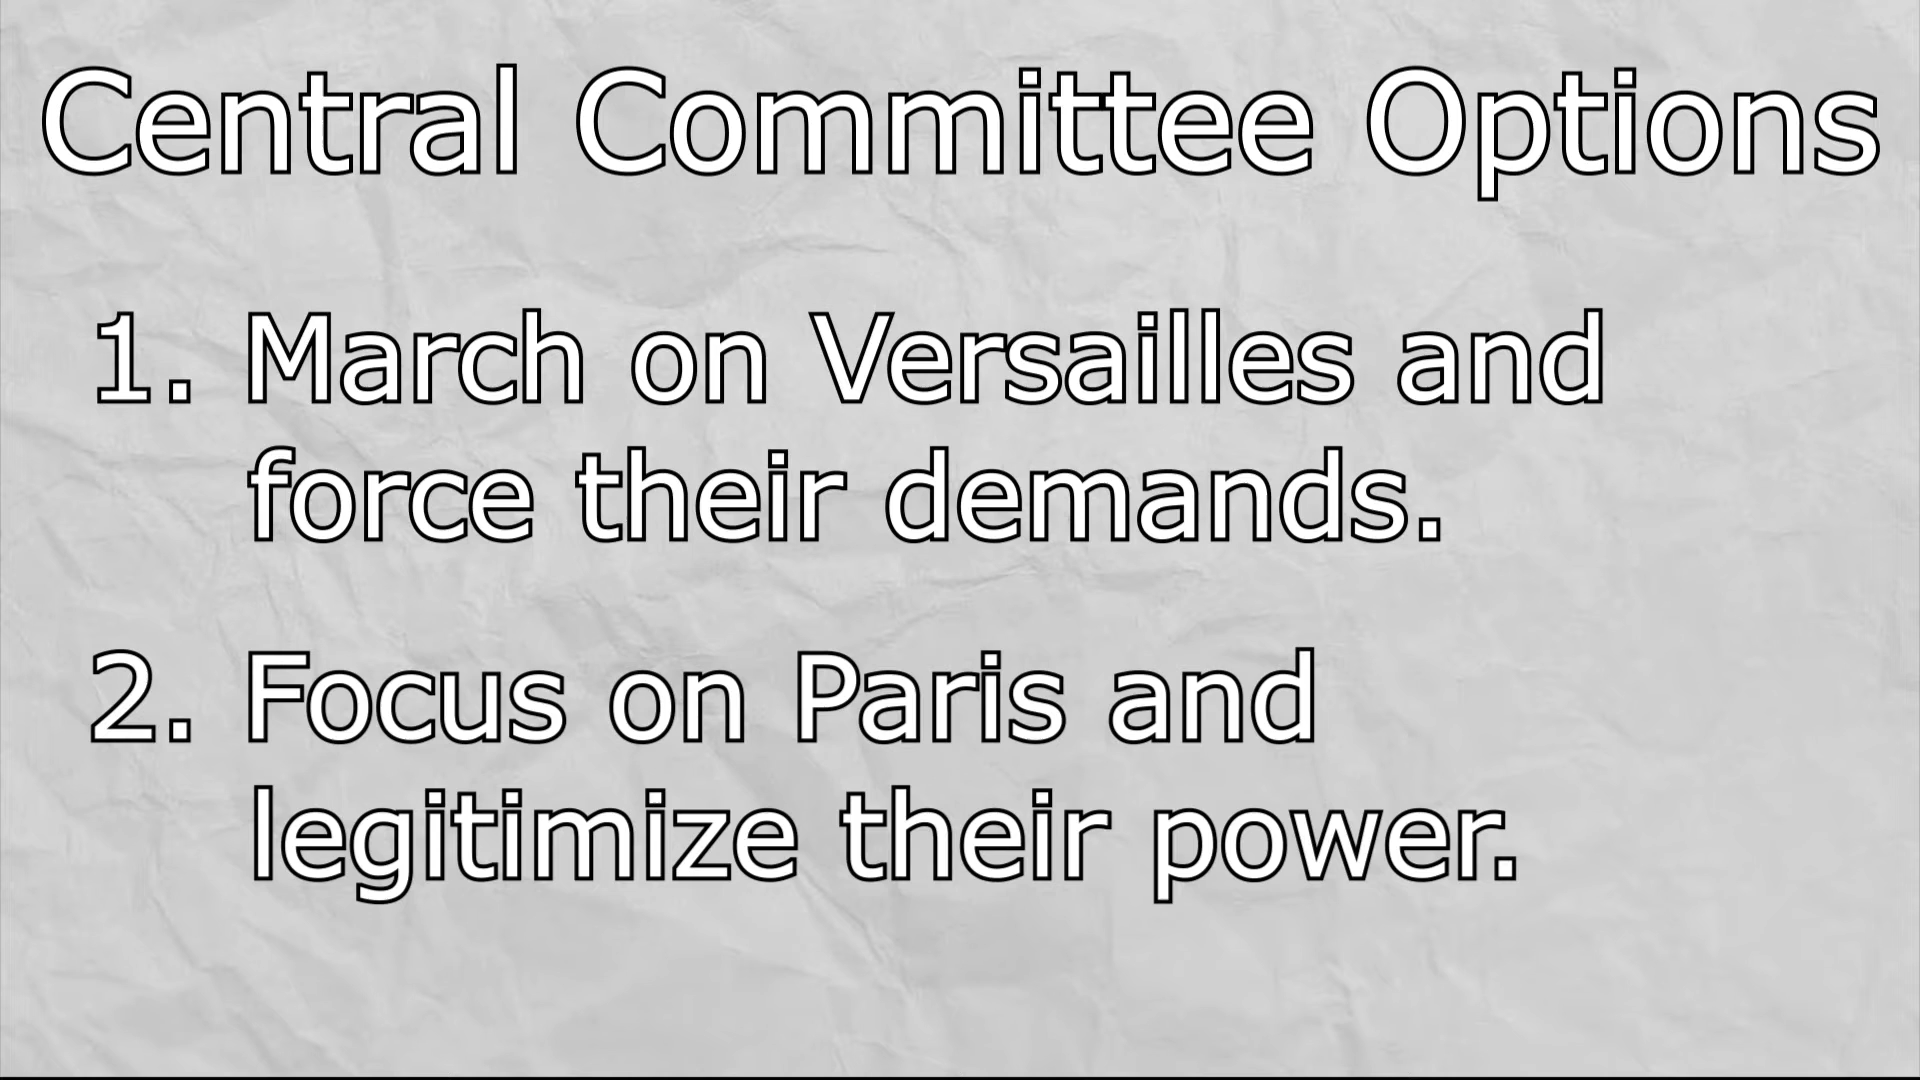 Central Committee Options
1. March on Versailles and
force their demands.
2. Focus on Paris and
legitimize their power.